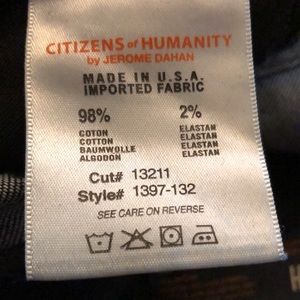 CITIZENS of HUMANITY
by JEROME DAHAN
MADE IN U.S.A.
IMPORTED FABRIC
98% 2%
COTON ELASTAN
COTTON ELASTAN
BAUMWOLLE ELASTAN
ALGODON ELASTAN
Cut# 13211
Style# 1397-132
SEE CARE ON REVERSE